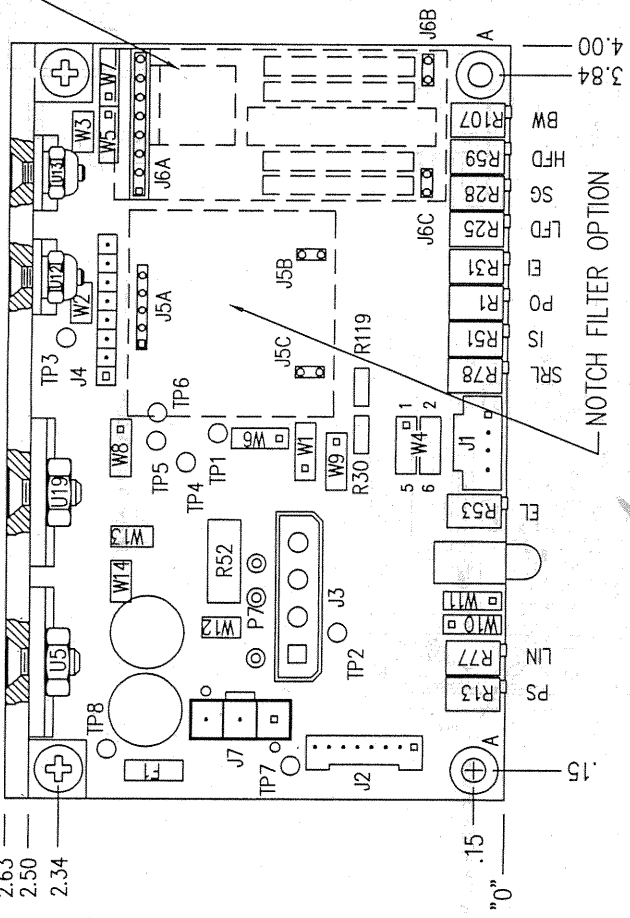 2.63
2.50
2.34
U5
U19
U12
U13
TP8
F1
W14
W13
W8
TP3
W2
J4
W3
W5
W7
J6A
J5A
TP6
TP5
TP4
TP1
W6
W1
W9
J5C
J5B
R119
R30
R52
P7
W12
J3
TP2
J7
TP7
J2
J6B
J6C
W4
1
2
5
6
J1
W11
W10
A
A
R13
R77
R53
R78
R51
R1
R31
R25
R28
R59
R107
PS
LIN
EL
SRL
IS
PO
EI
LFD
SG
HFD
BW
3.84
4.00
.15
.15
"0"
NOTCH FILTER OPTION